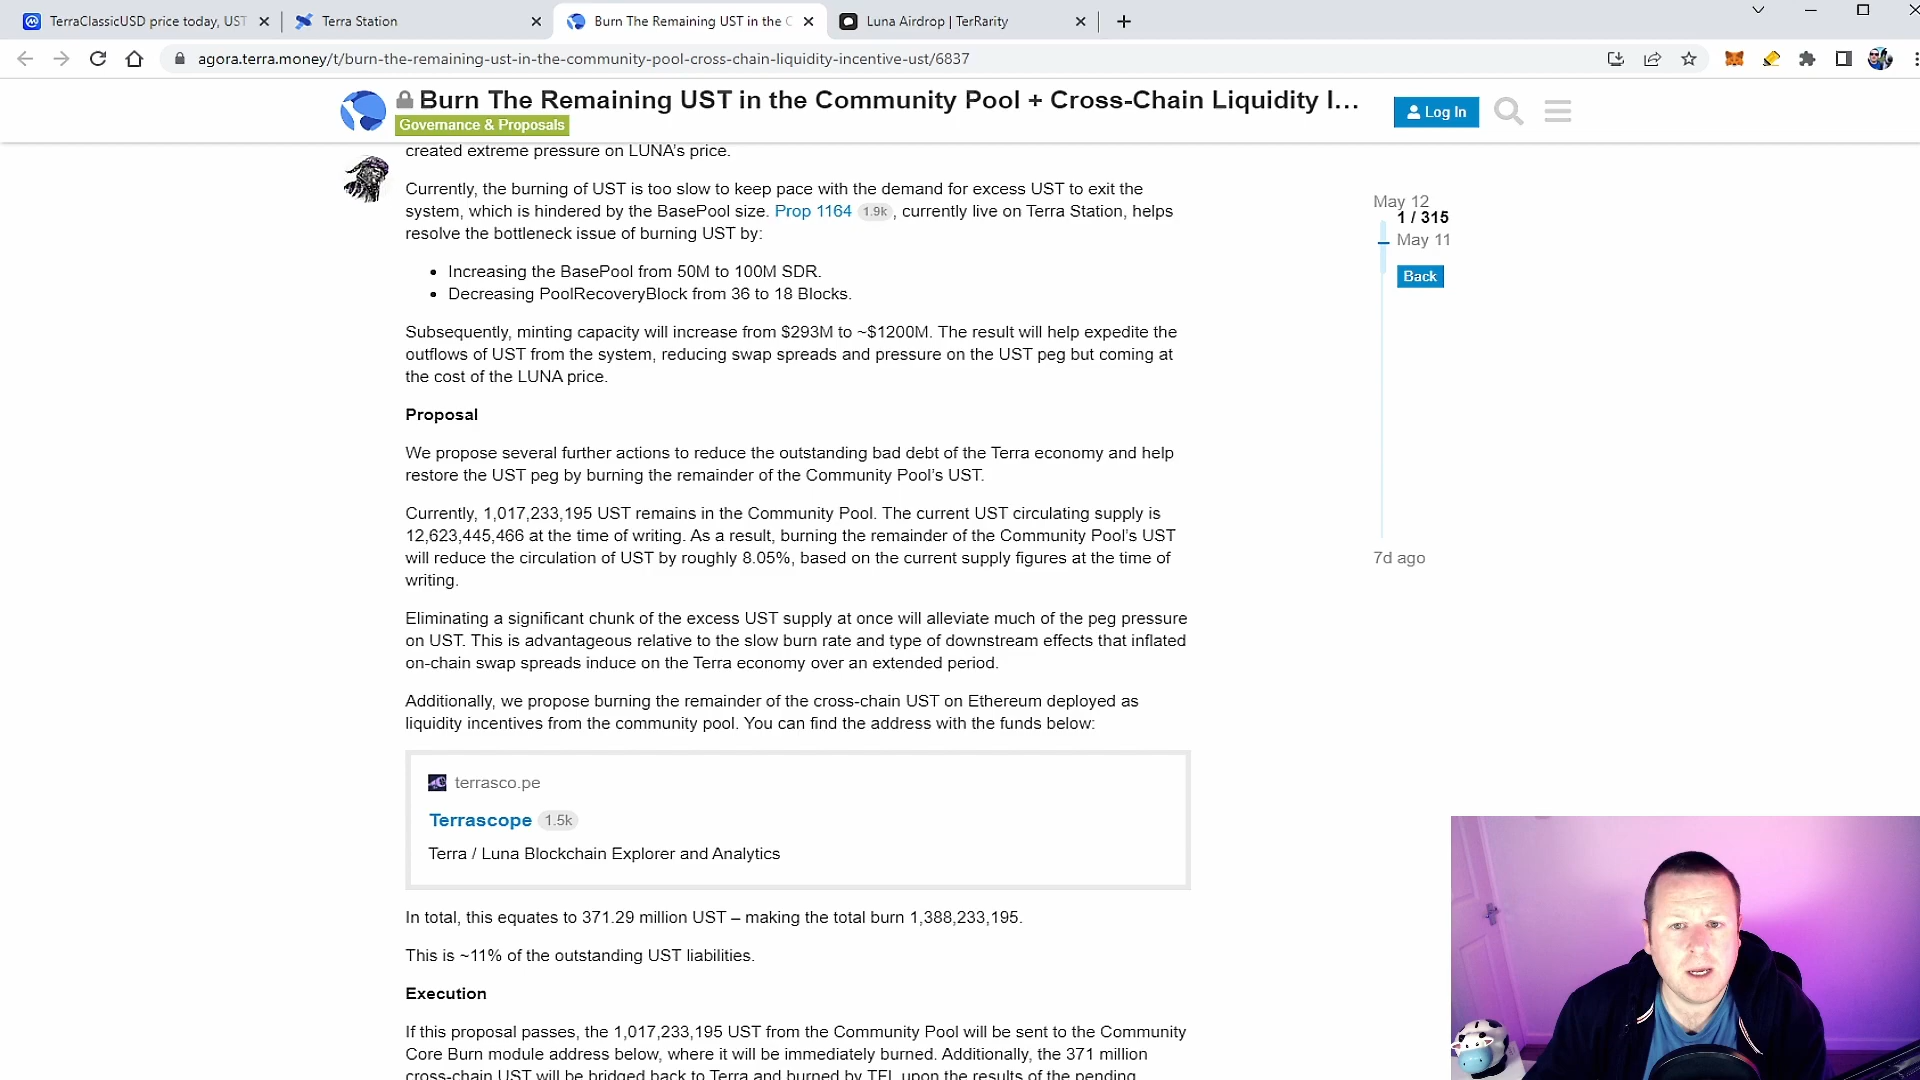 TerraClassicUSD price today, UST
Terra Station
Burn The Remaining UST in the C
Luna Airdrop | TerRarity
agora.terra.money/t/burn-the-remaining-ust-in-the-community-pool-cross-chain-liquidity-incentive-ust/6837
Burn The Remaining UST in the Community Pool + Cross-Chain Liquidity I…
Governance & Proposals
Log In
created extreme pressure on LUNA's price.
Currently, the burning of UST is too slow to keep pace with the demand for excess UST to exit the
system, which is hindered by the BasePool size. Prop 1164 1.9k, currently live on Terra Station, helps
resolve the bottleneck issue of burning UST by:
• Increasing the BasePool from 50M to 100M SDR.
• Decreasing PoolRecoveryBlock from 36 to 18 Blocks.
Subsequently, minting capacity will increase from $293M to ~$1200M. The result will help expedite the
outflows of UST from the system, reducing swap spreads and pressure on the UST peg but coming at
the cost of the LUNA price.
Proposal
We propose several further actions to reduce the outstanding bad debt of the Terra economy and help
restore the UST peg by burning the remainder of the Community Pool's UST.
Currently, 1,017,233,195 UST remains in the Community Pool. The current UST circulating supply is
12,623,445,466 at the time of writing. As a result, burning the remainder of the Community Pool's UST
will reduce the circulation of UST by roughly 8.05%, based on the current supply figures at the time of
writing.
Eliminating a significant chunk of the excess UST supply at once will alleviate much of the peg pressure
on UST. This is advantageous relative to the slow burn rate and type of downstream effects that inflated
on-chain swap spreads induce on the Terra economy over an extended period.
Additionally, we propose burning the remainder of the cross-chain UST on Ethereum deployed as
liquidity incentives from the community pool. You can find the address with the funds below:
terrasco.pe
Terrascope 1.5k
Terra / Luna Blockchain Explorer and Analytics
In total, this equates to 371.29 million UST – making the total burn 1,388,233,195.
This is ~11% of the outstanding UST liabilities.
Execution
If this proposal passes, the 1,017,233,195 UST from the Community Pool will be sent to the Community
Core Burn module address below, where it will be immediately burned. Additionally, the 371 million
cross-chain UST will be bridged back to Terra and burned by TFL upon the results of the pending
May 12
1 / 315
May 11
Back
7d ago